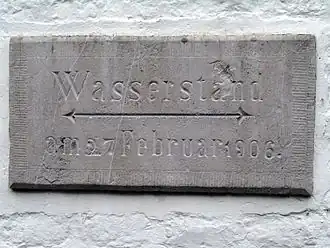 Wasserstand
am 27 Februar 1906.